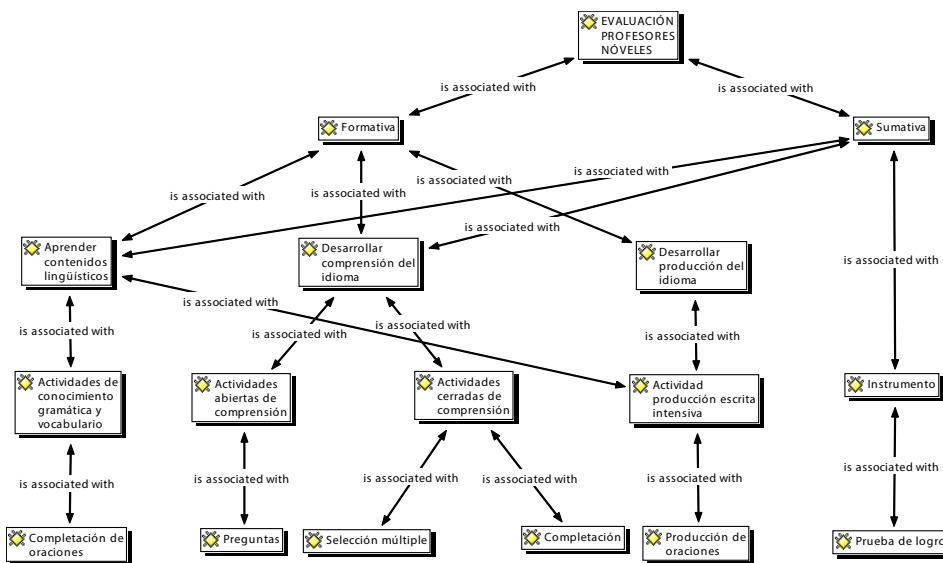 EVALUACIÓN
PROFESORES
NÓVELES
is associated with
is associated with
Formativa
Sumativa
is associated with
is associated with
is associated with
is associated with
is associated with
Aprender
contenidos
lingüísticos
Desarrollar
comprensión del
idioma
Desarrollar
producción del
idioma
is associated with
is associated with
is associated with
is associated with
is associated with
is associated with
Actividades de
conocimiento
gramática y
vocabulario
Actividades
abiertas de
comprensión
Actividades
cerradas de
comprensión
Actividad
producción escrita
intensiva
Instrumento
is associated with
is associated with
is associated with
is associated with
is associated with
is associated with
Completación de
oraciones
Preguntas
Selección múltiple
Completación
Producción de
oraciones
Prueba de logro